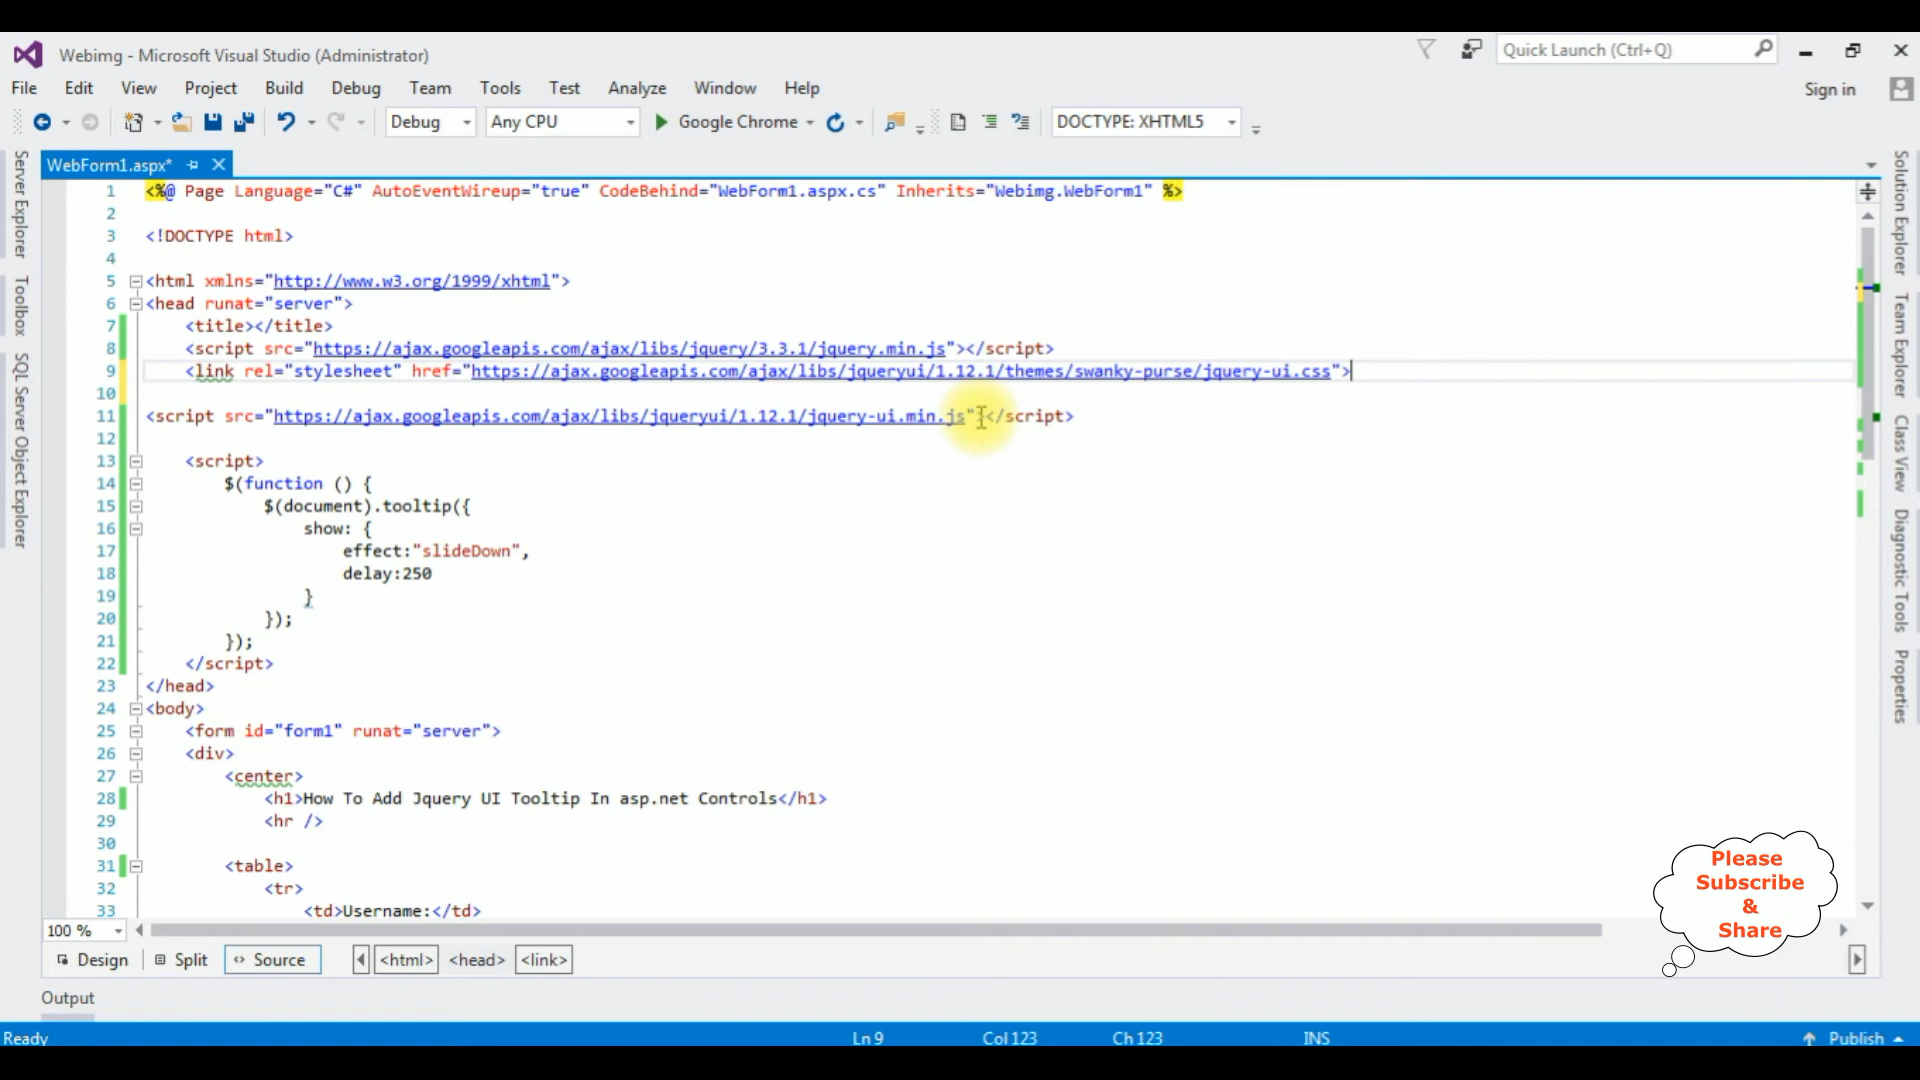 Webimg - Microsoft Visual Studio (Administrator)
Quick Launch (Ctrl+Q)
File Edit View Project Build Debug Team Tools Test Analyze Window Help
Sign in
Debug Any CPU Google Chrome DOCTYPE: XHTML5
WebForm1.aspx*
Server Explorer
Toolbox
SQL Server Object Explorer
1 <%@ Page Language="C#" AutoEventWireup="true" CodeBehind="WebForm1.aspx.cs" Inherits="Webimg.WebForm1" %>
2
3 <!DOCTYPE html>
4
5 <html xmlns="http://www.w3.org/1999/xhtml">
6 <head runat="server">
7 <title></title>
8 <script src="https://ajax.googleapis.com/ajax/libs/jquery/3.3.1/jquery.min.js"></script>
9 <link rel="stylesheet" href="https://ajax.googleapis.com/ajax/libs/jqueryui/1.12.1/themes/swanky-purse/jquery-ui.css">
10
11 <script src="https://ajax.googleapis.com/ajax/libs/jqueryui/1.12.1/jquery-ui.min.js"></script>
12
13 <script>
14 $(function () {
15 $(document).tooltip({
16 show: {
17 effect:"slideDown",
18 delay:250
19 }
20 });
21 });
22 </script>
23 </head>
24 <body>
25 <form id="form1" runat="server">
26 <div>
27 <center>
28 <h1>How To Add Jquery UI Tooltip In asp.net Controls</h1>
29 <hr />
30
31 <table>
32 <tr>
33 <td>Username:</td>
Solution Explorer
Team Explorer
Class View
Diagnostic Tools
Properties
Please
Subscribe
&
Share
100 %
Design Split Source <html> <head> <link>
Output
Ready Ln 9 Col 123 Ch 123 INS Publish